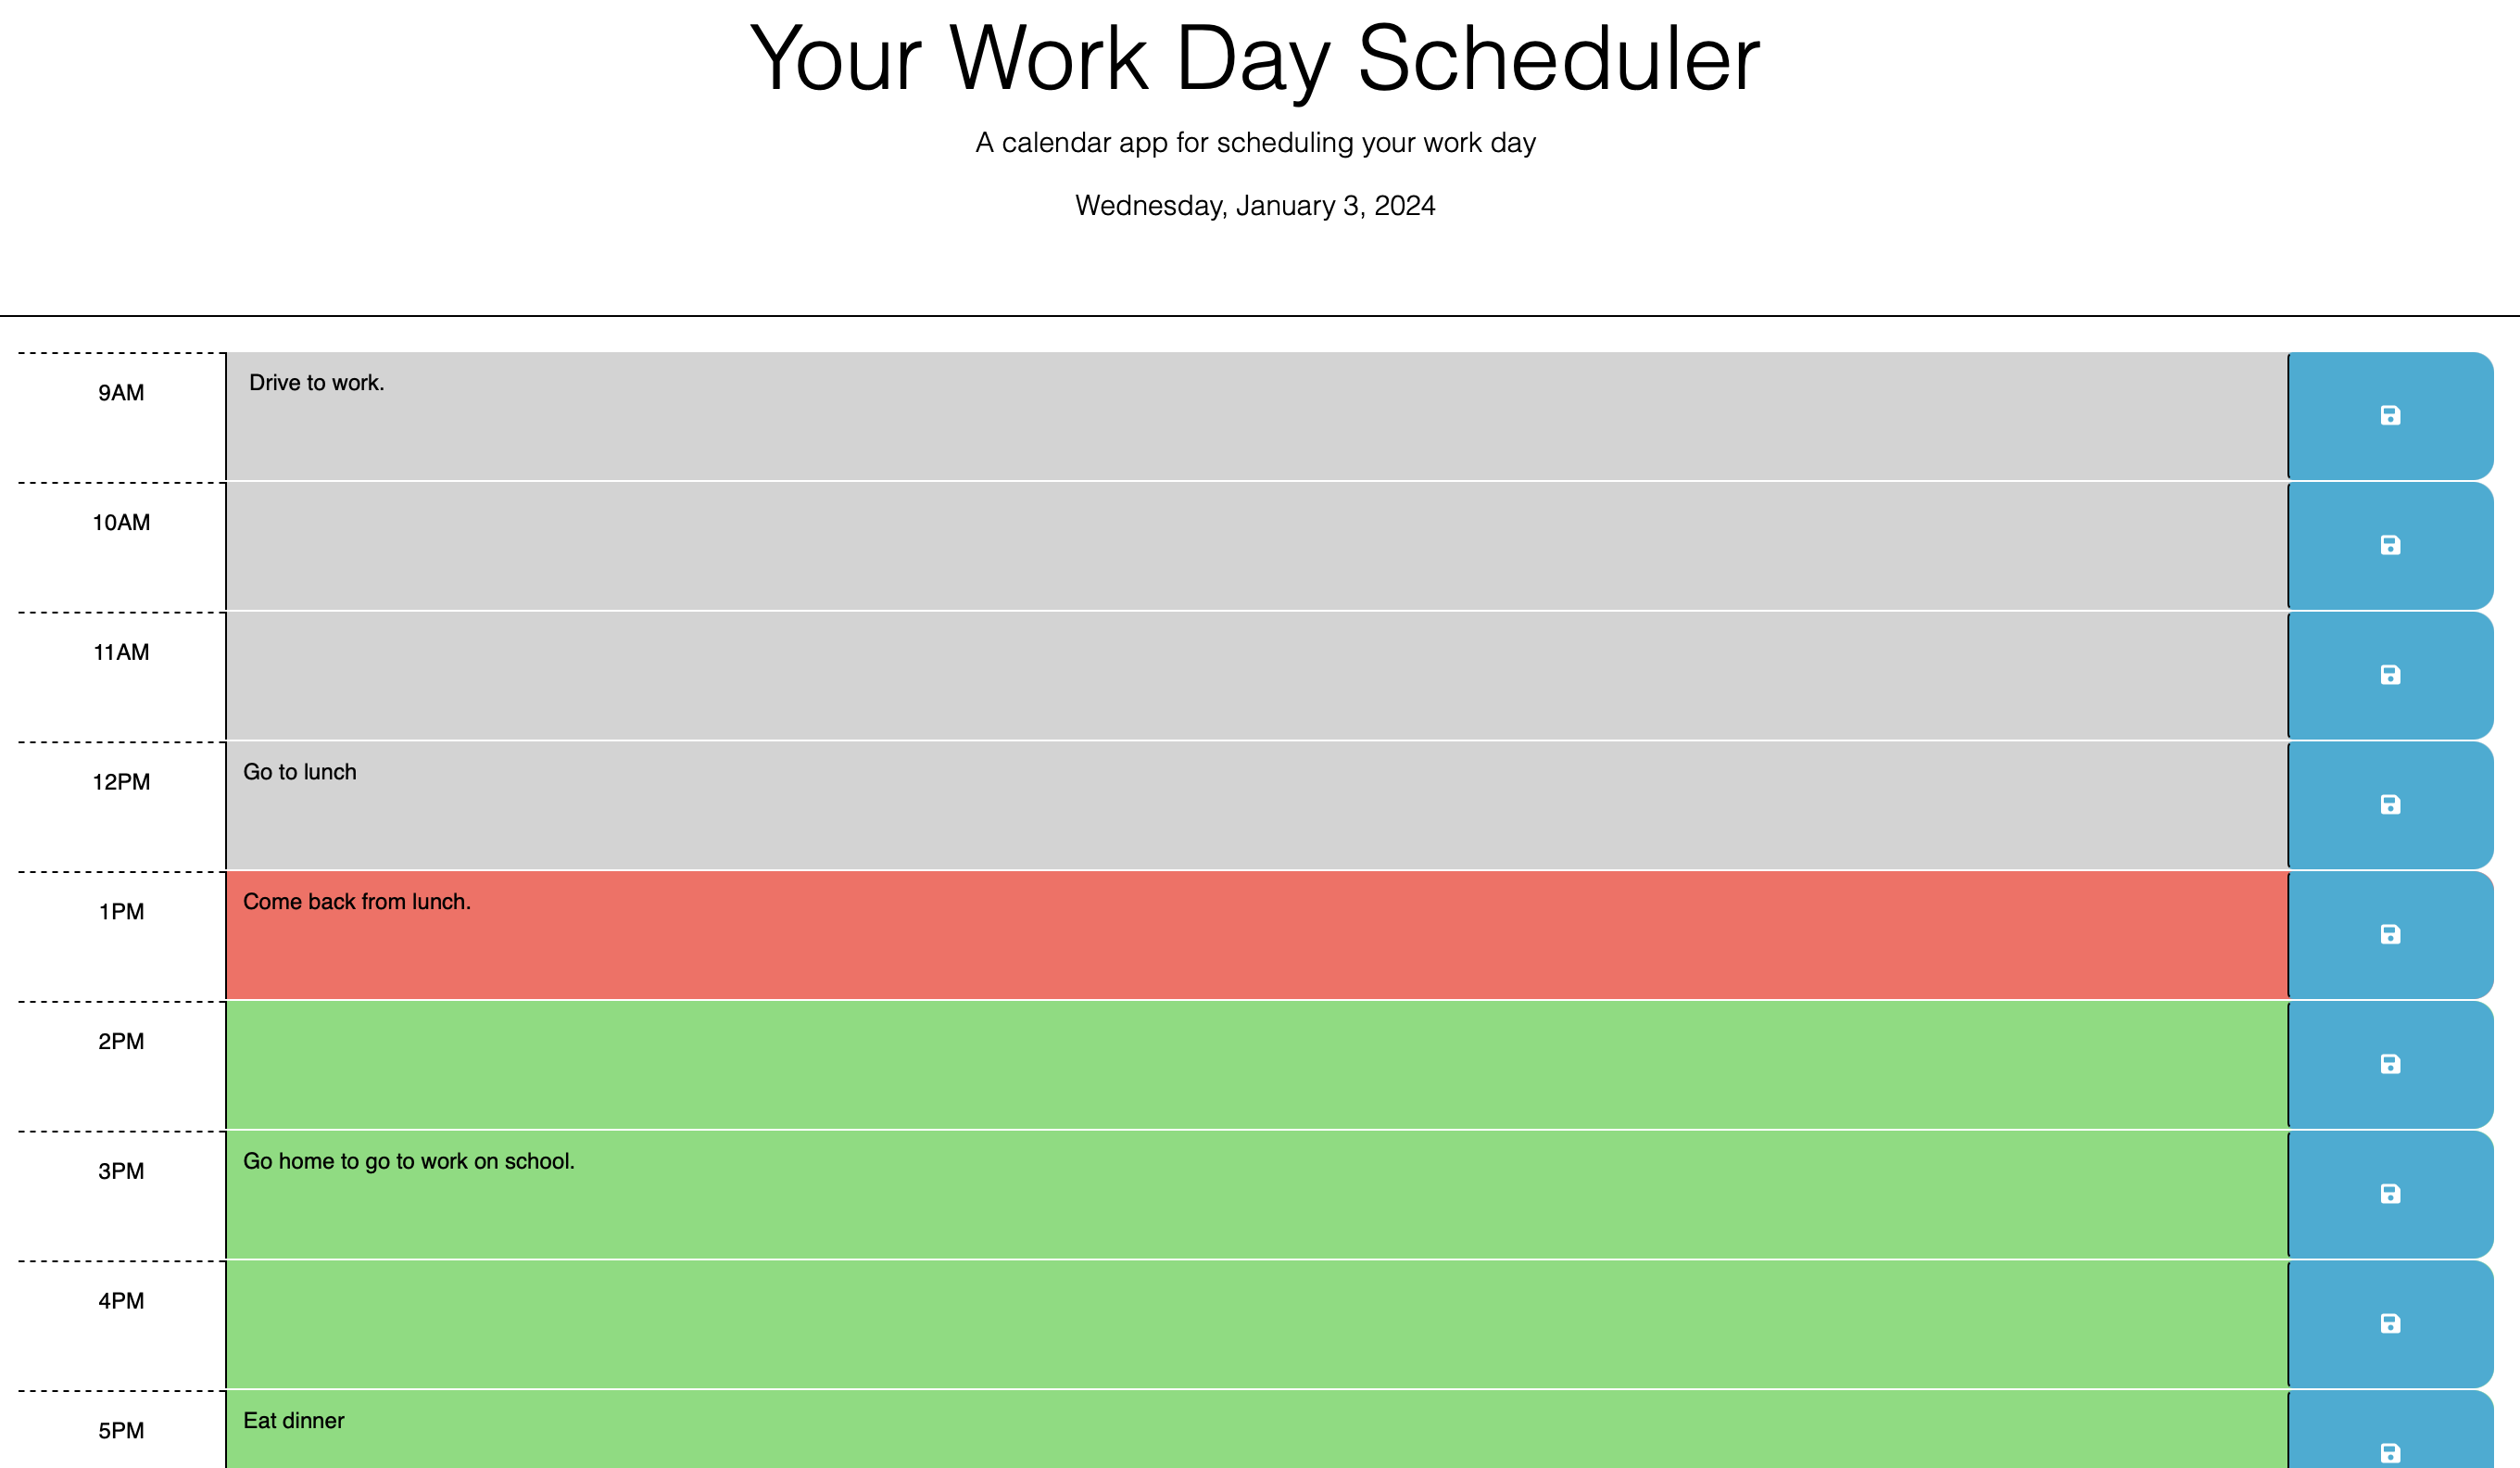 Your Work Day Scheduler
A calendar app for scheduling your work day
Wednesday, January 3, 2024
9AM
Drive to work.
10AM
11AM
12PM
Go to lunch
1PM
Come back from lunch.
2PM
3PM
Go home to go to work on school.
4PM
5PM
Eat dinner